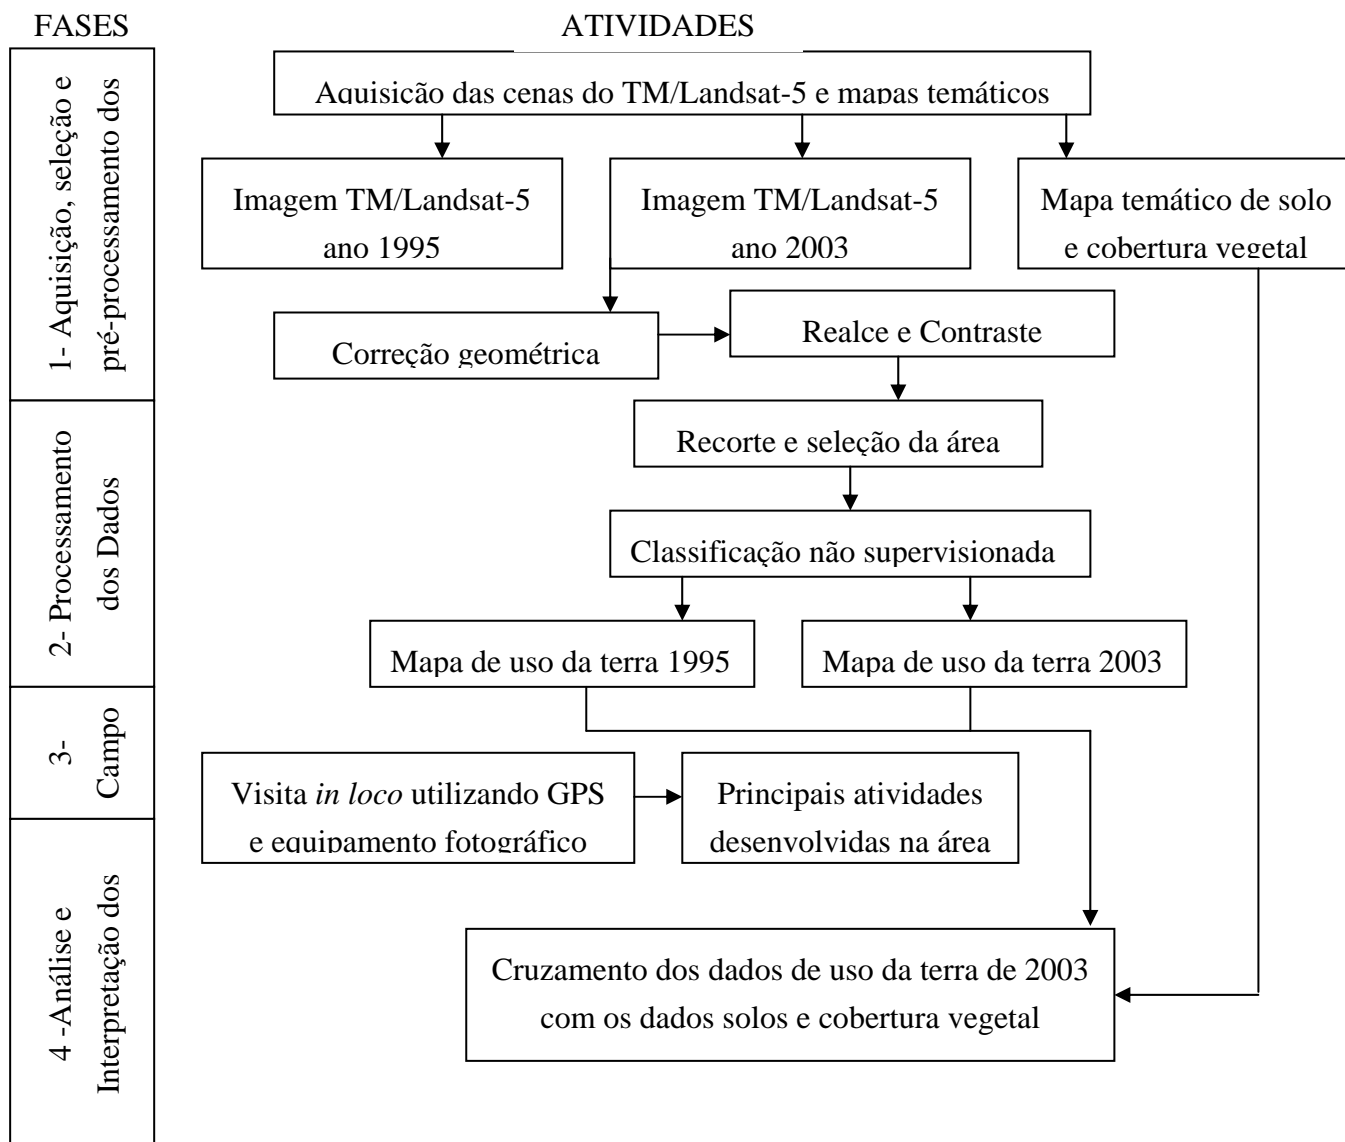 FASES
ATIVIDADES
1- Aquisição, seleção e
pré-processamento dos
Aquisição das cenas do TM/Landsat-5 e mapas temáticos
Imagem TM/Landsat-5
ano 1995
Imagem TM/Landsat-5
ano 2003
Mapa temático de solo
e cobertura vegetal
Correção geométrica
Realce e Contraste
2- Processamento
dos Dados
Recorte e seleção da área
Classificação não supervisionada
Mapa de uso da terra 1995
Mapa de uso da terra 2003
3-
Campo
Visita in loco utilizando GPS
e equipamento fotográfico
Principais atividades
desenvolvidas na área
4 -Análise e
Interpretação dos
Cruzamento dos dados de uso da terra de 2003
com os dados solos e cobertura vegetal